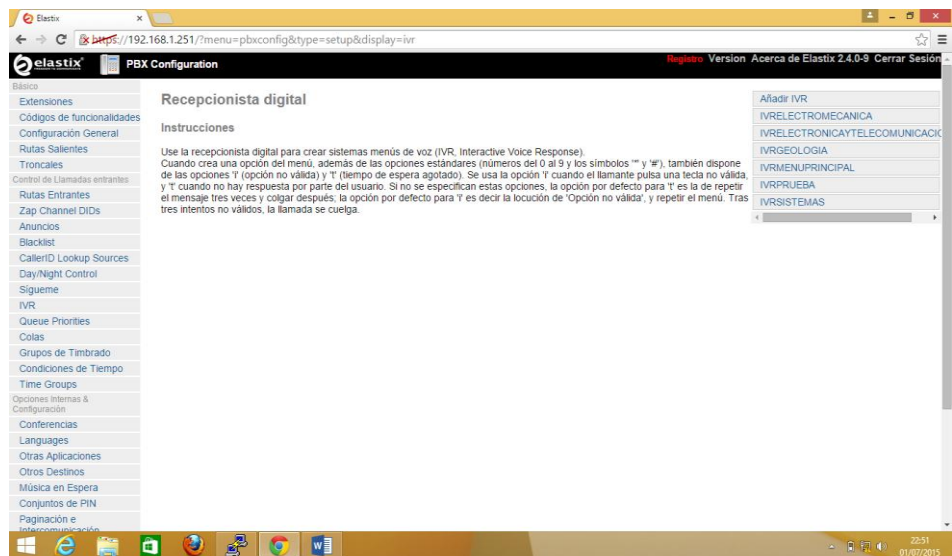 Elastix
https://192.168.1.251/?menu=pbxconfig&type=setup&display=ivr
elastix
PBX Configuration
Registro Version Acerca de Elastix 2.4.0-9 Cerrar Sesión
Básico
Extensiones
Códigos de funcionalidades
Configuración General
Rutas Salientes
Troncales
Control de Llamadas entrantes
Rutas Entrantes
Zap Channel DIDs
Anuncios
Blacklist
CallerID Lookup Sources
Day/Night Control
Sígueme
IVR
Queue Priorities
Colas
Grupos de Timbrado
Condiciones de Tiempo
Time Groups
Opciones Internas &
Configuración
Conferencias
Languages
Otras Aplicaciones
Otros Destinos
Música en Espera
Conjuntos de PIN
Paginación e
Intercomunicación
Recepcionista digital
Instrucciones
Use la recepcionista digital para crear sistemas menús de voz (IVR, Interactive Voice Response).
Cuando crea una opción del menú, además de las opciones estándares (números del 0 al 9 y los símbolos '*' y '#'), también dispone
de las opciones 'i' (opción no válida) y 't' (tiempo de espera agotado). Se usa la opción 'i' cuando el llamante pulsa una tecla no válida,
y 't' cuando no hay respuesta por parte del usuario. Si no se especifican estas opciones, la opción por defecto para 't' es la de repetir
el mensaje tres veces y colgar después; la opción por defecto para 'i' es decir la locución de 'Opción no válida', y repetir el menú. Tras
tres intentos no válidos, la llamada se cuelga.
Añadir IVR
IVRELECTROMECANICA
IVRELECTRONICAYTELECOMUNICACIO
IVRGEOLOGIA
IVRMENUPRINCIPAL
IVRPRUEBA
IVRSISTEMAS
22:51
01/07/2015